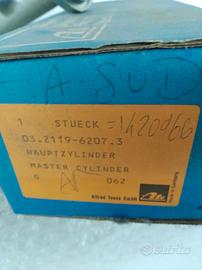 A SUD
1 STUECK =1420966
03.2119-6207.3
HAUPTZYLINDER
MASTER CYLINDER
G 062
Alfred Teves GmbH
Ate
Made in Germany
subito